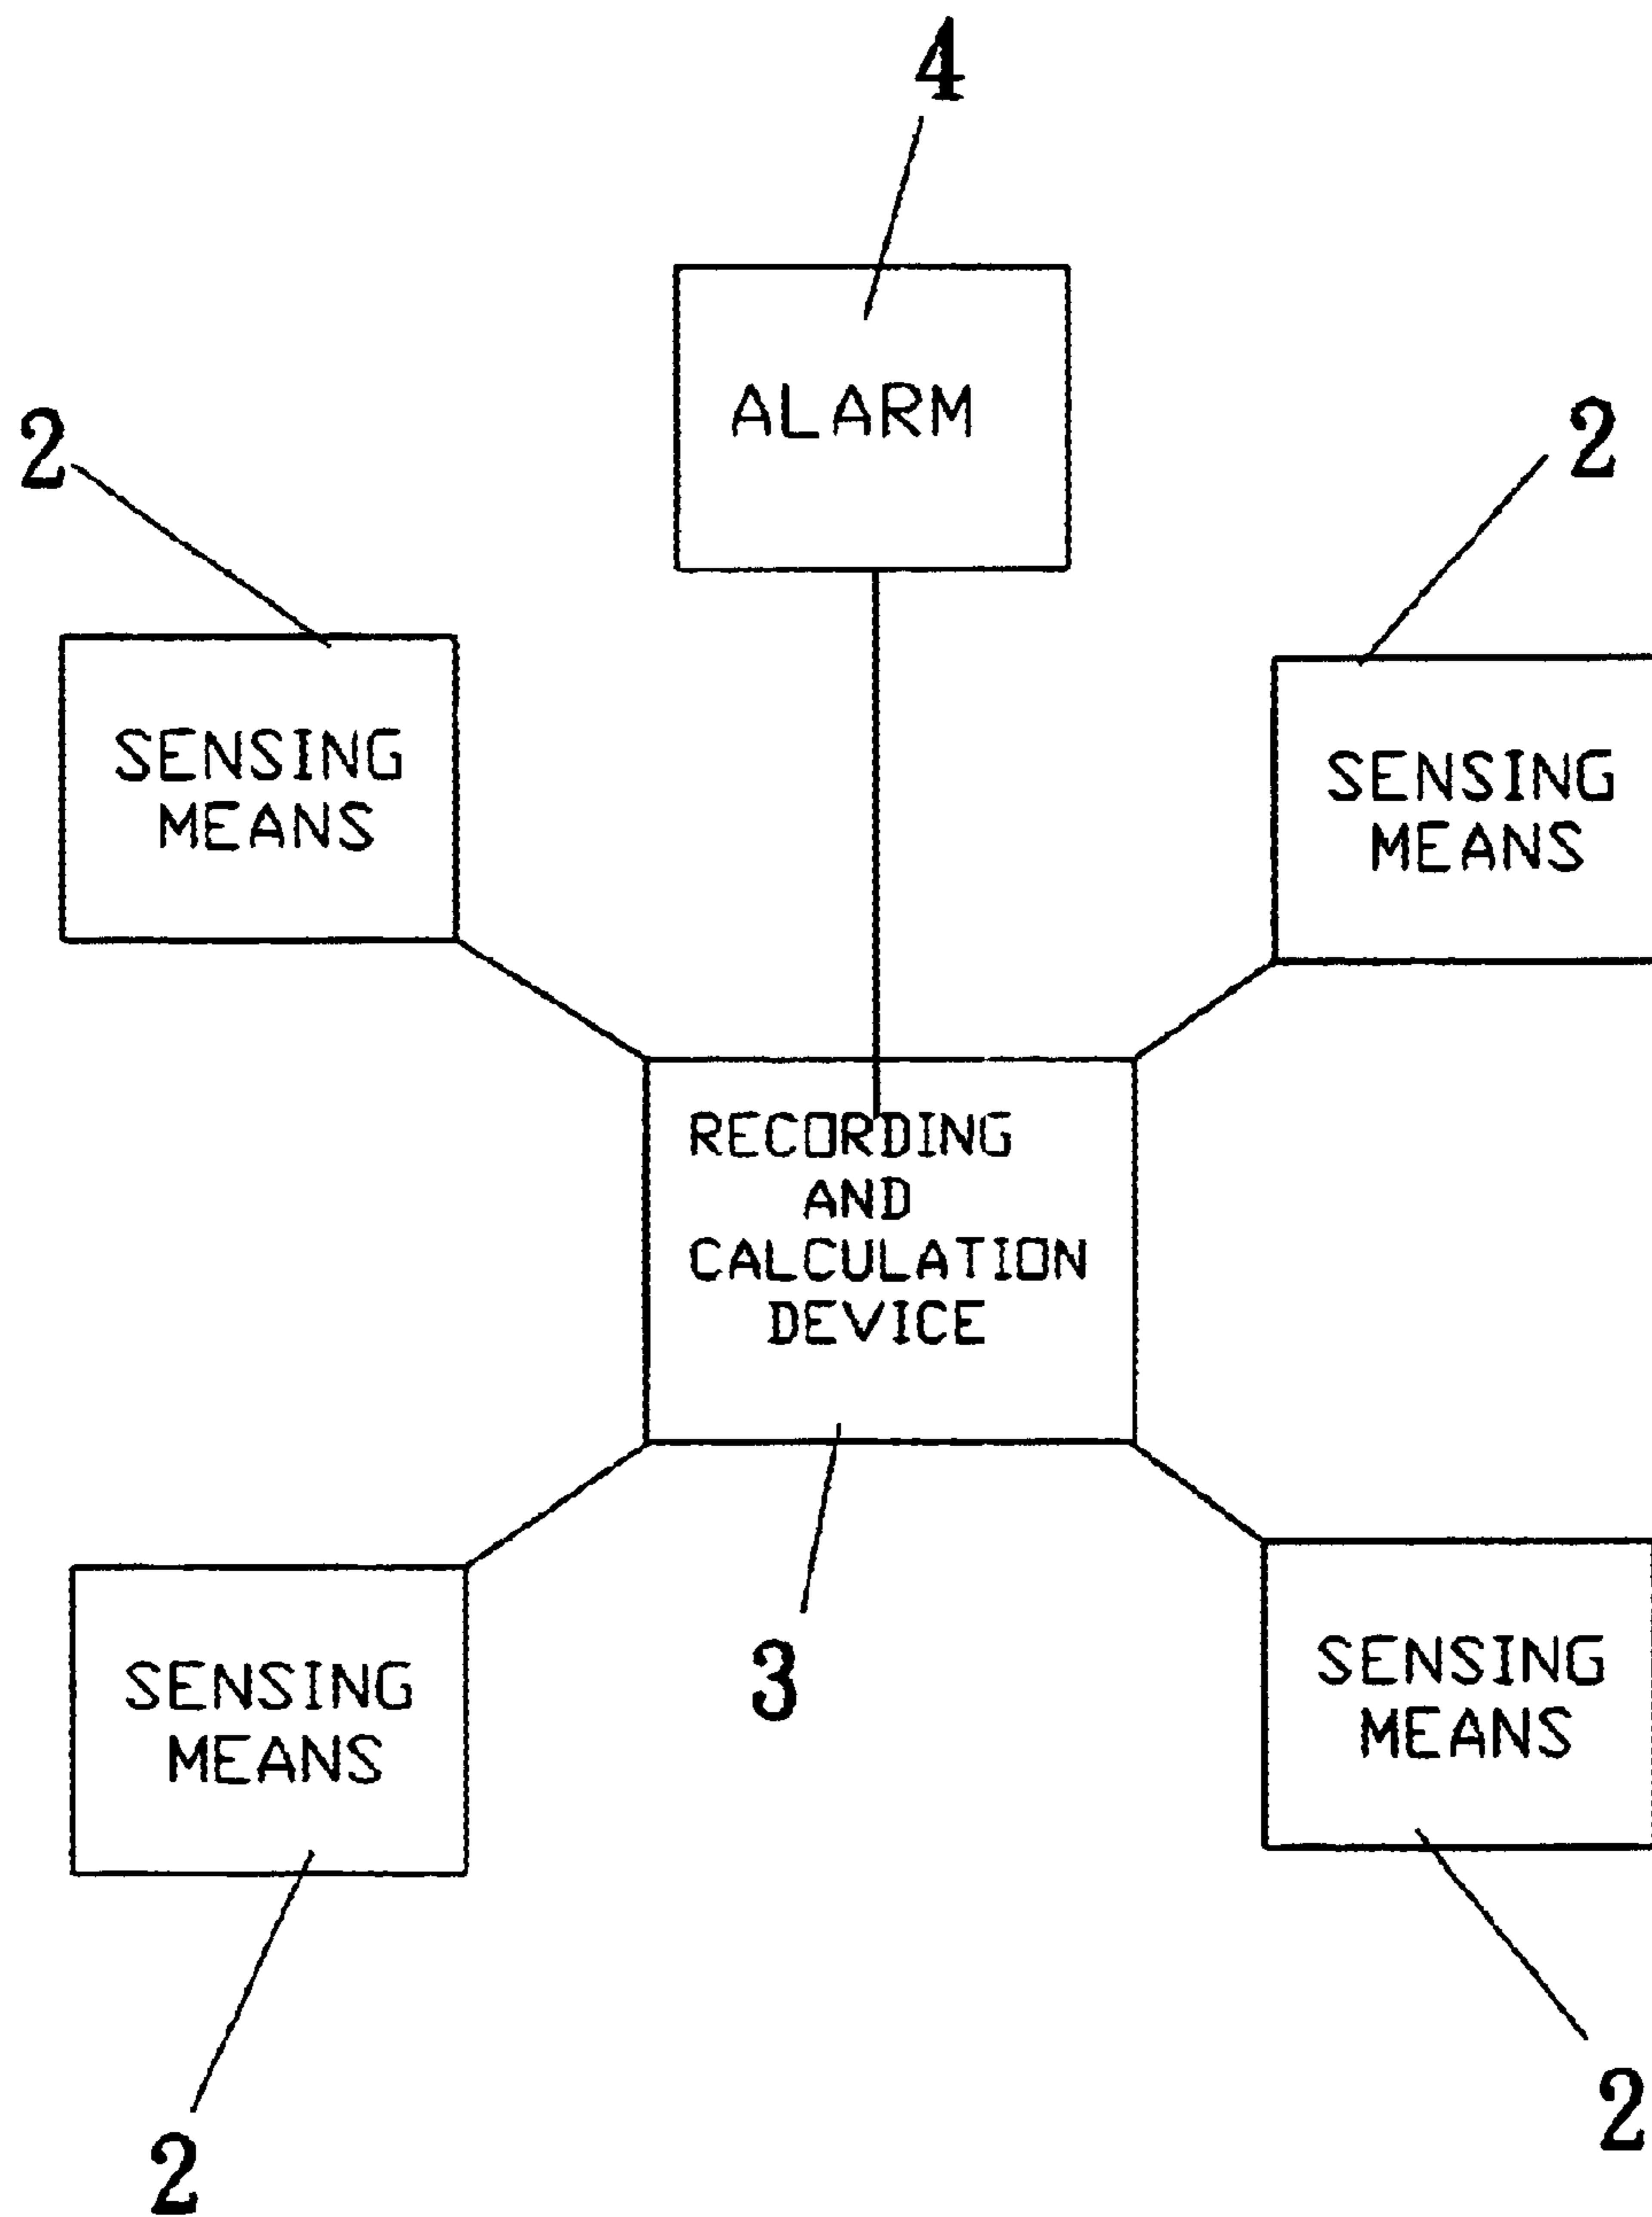 4
ALARM
2
2
SENSING
MEANS
SENSING
MEANS
RECORDING
AND
CALCULATION
DEVICE
3
SENSING
MEANS
SENSING
MEANS
2
2